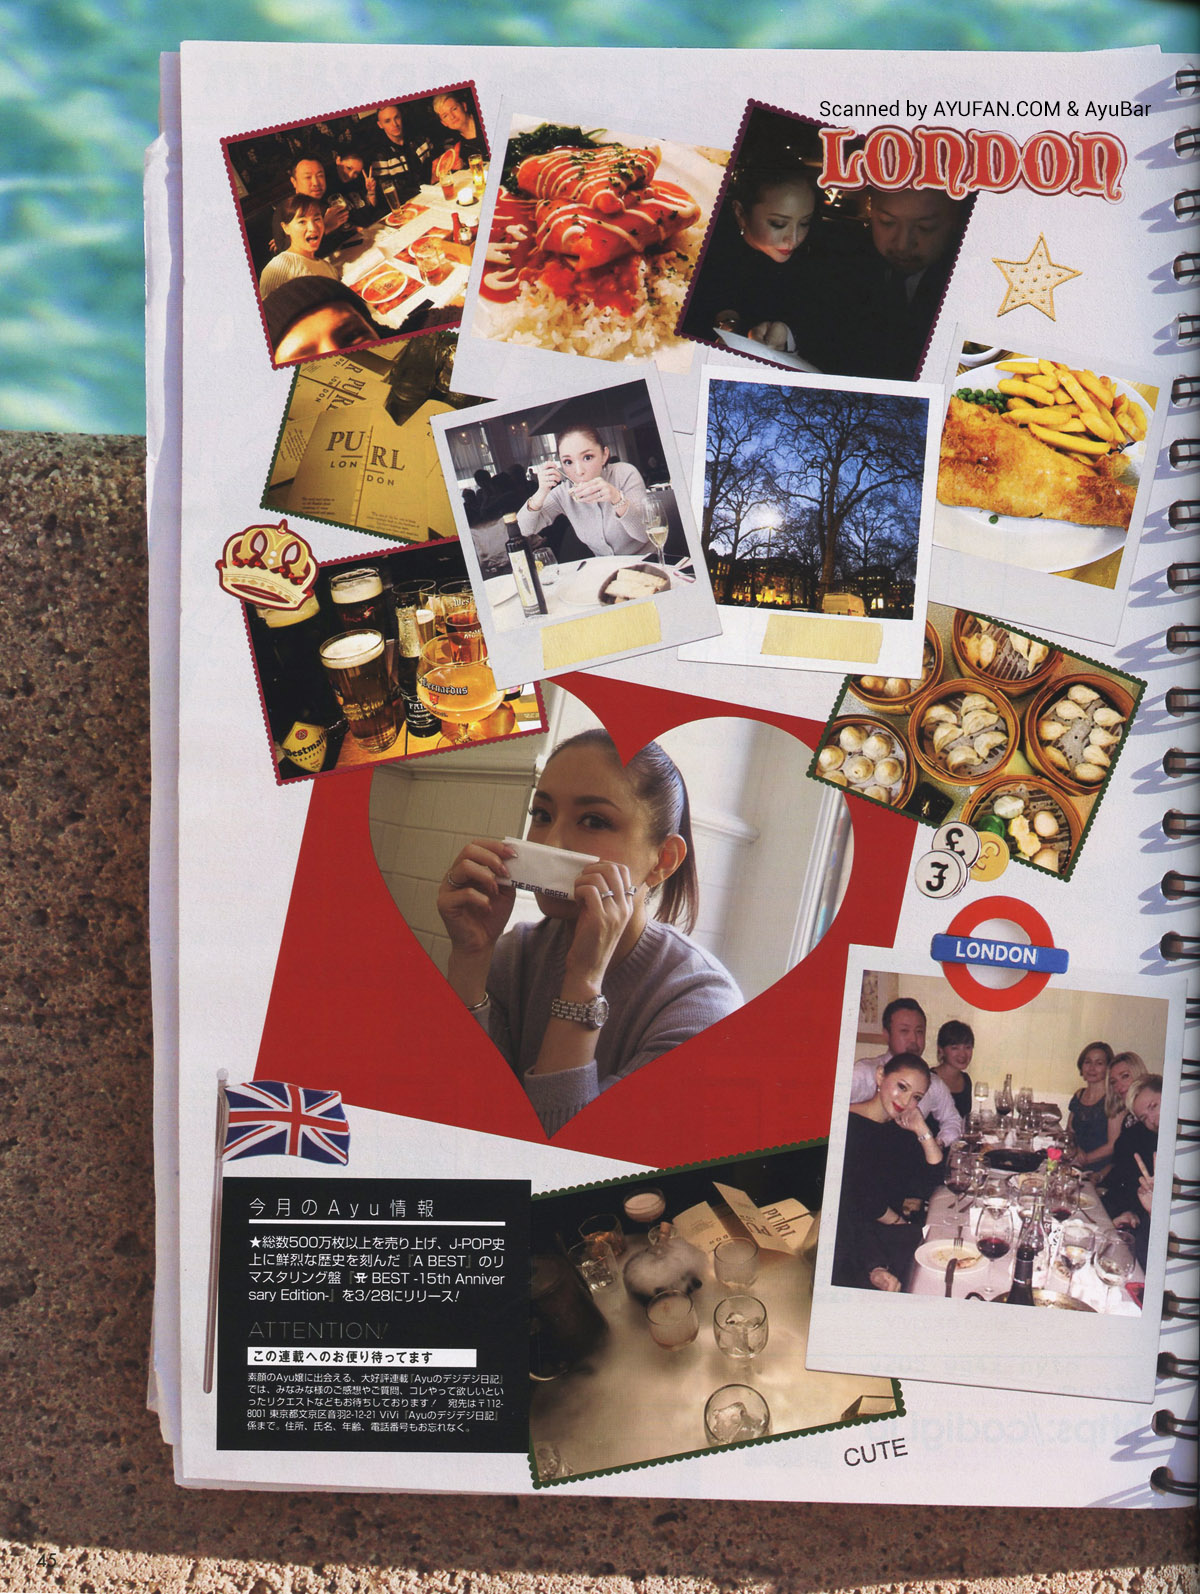 Scanned by AYUFAN.COM & AyuBar
LONDON
PURL
LONDON
THE REAL GREEK
LONDON
PURL
今月のAyu情報
★総数500万枚以上を売り上げ、J-POP史
上に鮮烈な歴史を刻んだ『A BEST』のリ
マスタリング盤『A BEST -15th Anniver
sary Edition-』を3/28にリリース!
ATTENTION!
この連載へのお便り待ってます
素顔のAyu嬢に出会える、大好評連載『Ayuのデジデジ日記』
では、みなみな様のご感想やご質問、コレやって欲しいとい
ったリクエストなどもお待ちしております! 宛先は〒112-
8001 東京都文京区音羽2-12-21 ViVi『Ayuのデジデジ日記』
係まで。住所、氏名、年齢、電話番号もお忘れなく。
CUTE
45